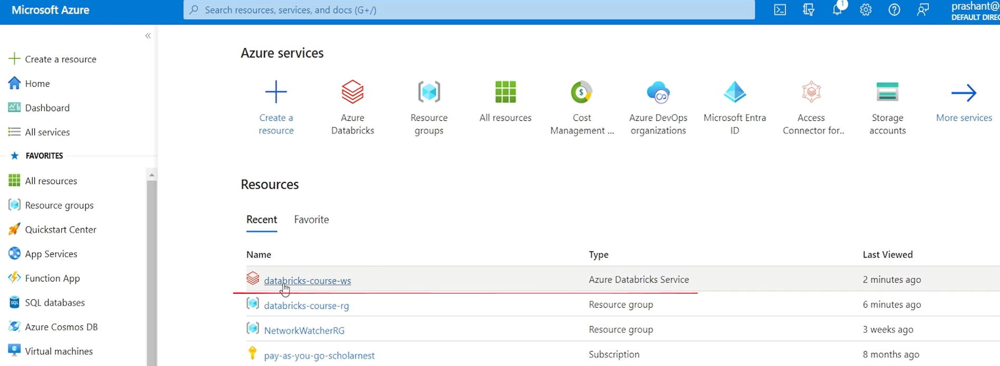 Microsoft Azure
Search resources, services, and docs (G+/)
1
prashant@
DEFAULT DIREC
«
Create a resource
Home
Dashboard
All services
FAVORITES
All resources
Resource groups
Quickstart Center
App Services
Function App
SQL databases
Azure Cosmos DB
Virtual machines
Azure services
Create a resource
Azure Databricks
Resource groups
All resources
Cost Management ...
Azure DevOps organizations
Microsoft Entra ID
Access Connector for..
Storage accounts
More services
Resources
Recent Favorite
Name Type Last Viewed
databricks-course-ws Azure Databricks Service 2 minutes ago
databricks-course-rg Resource group 6 minutes ago
NetworkWatcherRG Resource group 3 weeks ago
pay-as-you-go-scholarnest Subscription 8 months ago